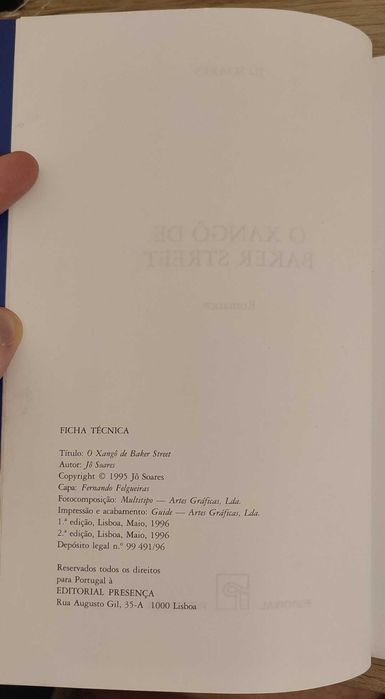 FICHA TÉCNICA
Título: O Xangô de Baker Street
Autor: Jô Soares
Copyright © 1995 Jô Soares
Capa: Fernando Felgueiras
Fotocomposição: Multitipo — Artes Gráficas, Lda.
Impressão e acabamento: Guide — Artes Gráficas, Lda.
1.ª edição, Lisboa, Maio, 1996
2.ª edição, Lisboa, Maio, 1996
Depósito legal n.º 99 491/96
Reservados todos os direitos
para Portugal à
EDITORIAL PRESENÇA
Rua Augusto Gil, 35-A 1000 Lisboa